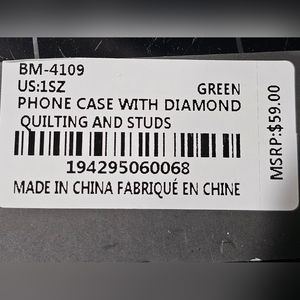 BM-4109
US:1SZ GREEN
PHONE CASE WITH DIAMOND
QUILTING AND STUDS
194295060068
MADE IN CHINA FABRIQUÉ EN CHINE
MSRP:$59.00